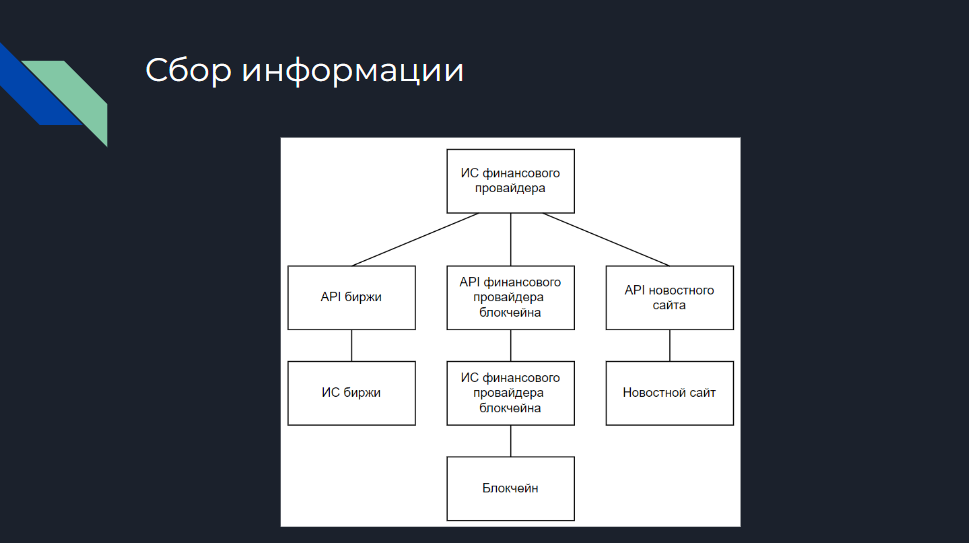 Сбор информации
ИС финансового
провайдера
API биржи
API финансового
провайдера
блокчейна
API новостного
сайта
ИС биржи
ИС финансового
провайдера
блокчейна
Новостной сайт
Блокчейн